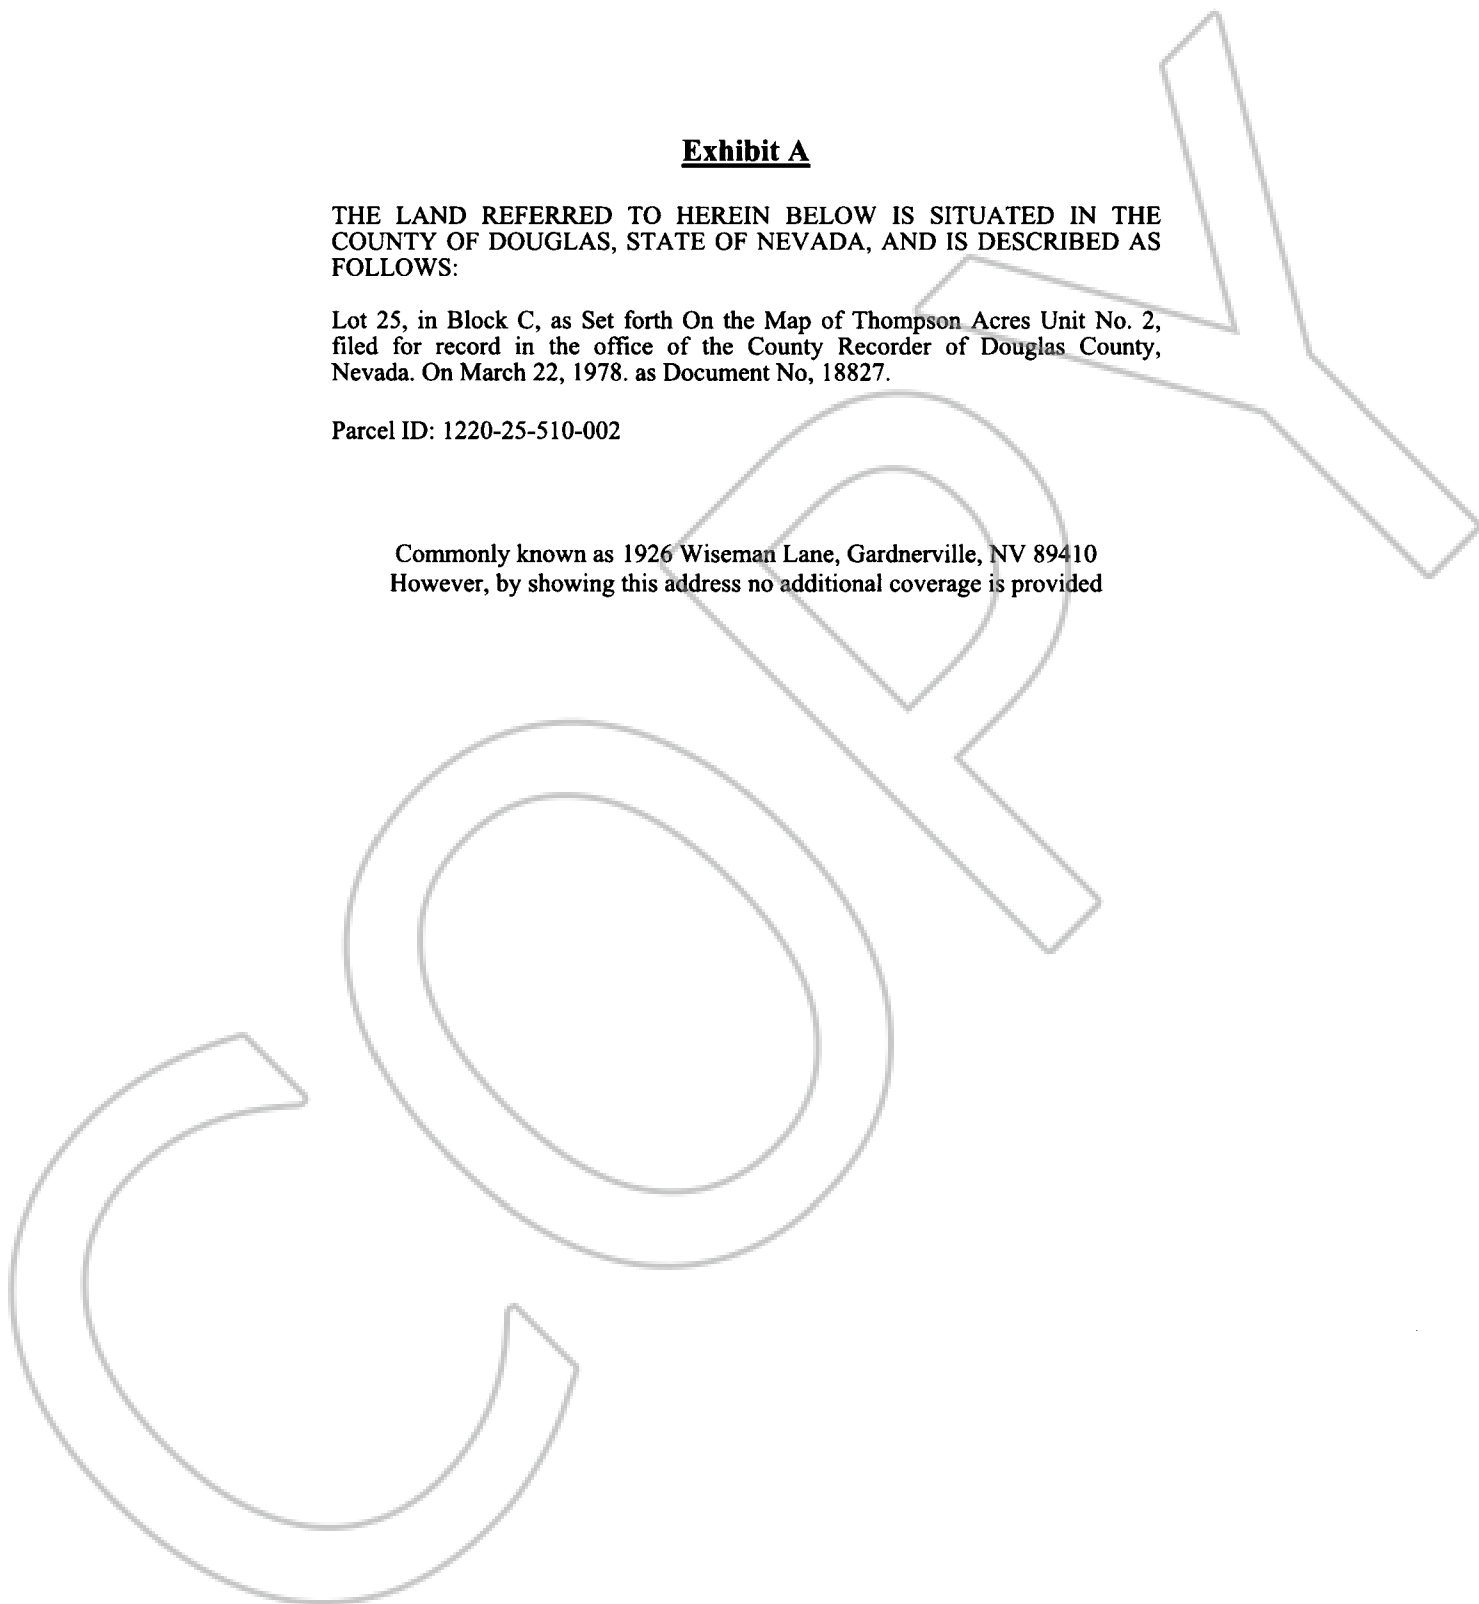 Exhibit A
THE LAND REFERRED TO HEREIN BELOW IS SITUATED IN THE
COUNTY OF DOUGLAS, STATE OF NEVADA, AND IS DESCRIBED AS
FOLLOWS:
Lot 25, in Block C, as Set forth On the Map of Thompson Acres Unit No. 2,
filed for record in the office of the County Recorder of Douglas County,
Nevada. On March 22, 1978. as Document No, 18827.
Parcel ID: 1220-25-510-002
Commonly known as 1926 Wiseman Lane, Gardnerville, NV 89410
However, by showing this address no additional coverage is provided
COPY